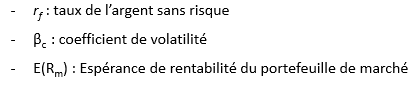 - r_f : taux de l’argent sans risque
- β_c : coefficient de volatilité
- E(R_m) : Espérance de rentabilité du portefeuille de marché